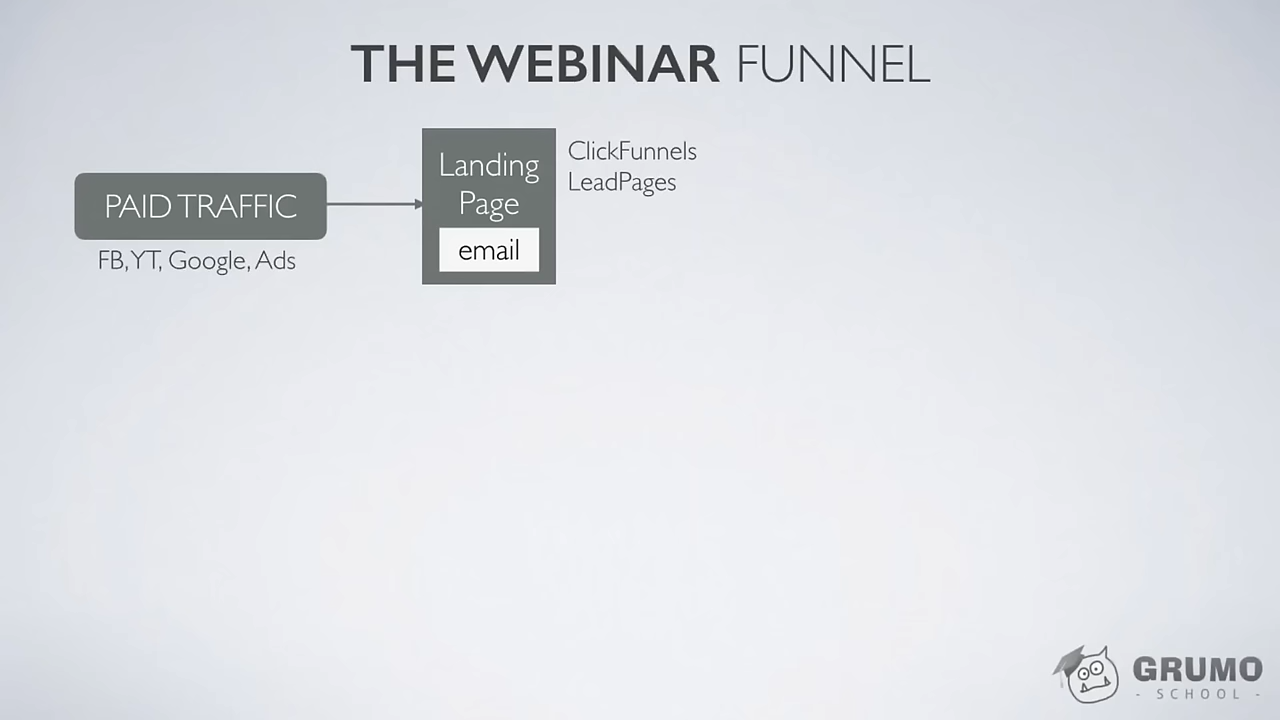 THE WEBINAR FUNNEL
PAID TRAFFIC
FB, YT, Google, Ads
Landing
Page
email
ClickFunnels
LeadPages
GRUMO
- SCHOOL -